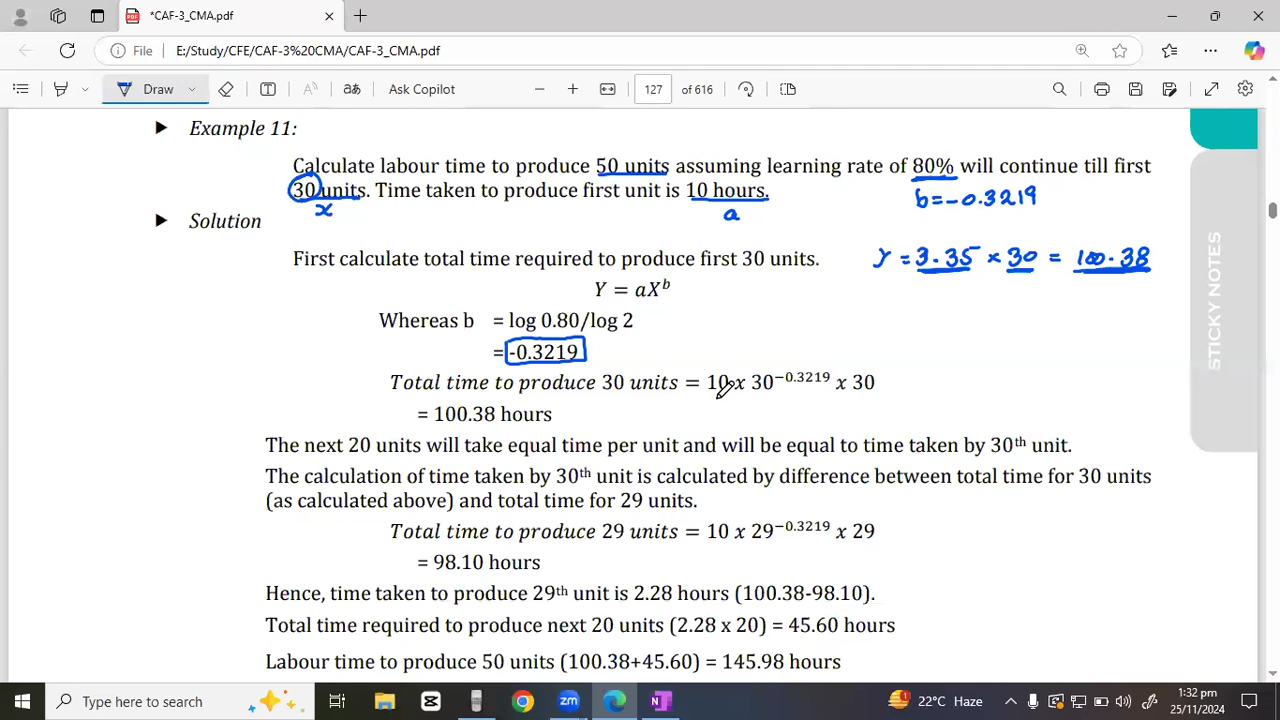 *CAF-3_CMA.pdf
File E:/Study/CFE/CAF-3%20CMA/CAF-3_CMA.pdf
Draw Ask Copilot 127 of 616
Example 11:
Calculate labour time to produce 50 units assuming learning rate of 80% will continue till first
30 units. Time taken to produce first unit is 10 hours.
b=-0.3219
x
a
Solution
First calculate total time required to produce first 30 units.
y = 3.35 × 30 = 100.38
Y = aX^b
Whereas b = log 0.80/log 2
= -0.3219
Total time to produce 30 units = 10 x 30^−0.3219 x 30
= 100.38 hours
The next 20 units will take equal time per unit and will be equal to time taken by 30th unit.
The calculation of time taken by 30th unit is calculated by difference between total time for 30 units
(as calculated above) and total time for 29 units.
Total time to produce 29 units = 10 x 29^−0.3219 x 29
= 98.10 hours
Hence, time taken to produce 29th unit is 2.28 hours (100.38-98.10).
Total time required to produce next 20 units (2.28 x 20) = 45.60 hours
Labour time to produce 50 units (100.38+45.60) = 145.98 hours
STICKY NOTES
Type here to search
22°C Haze
1:32 pm
25/11/2024